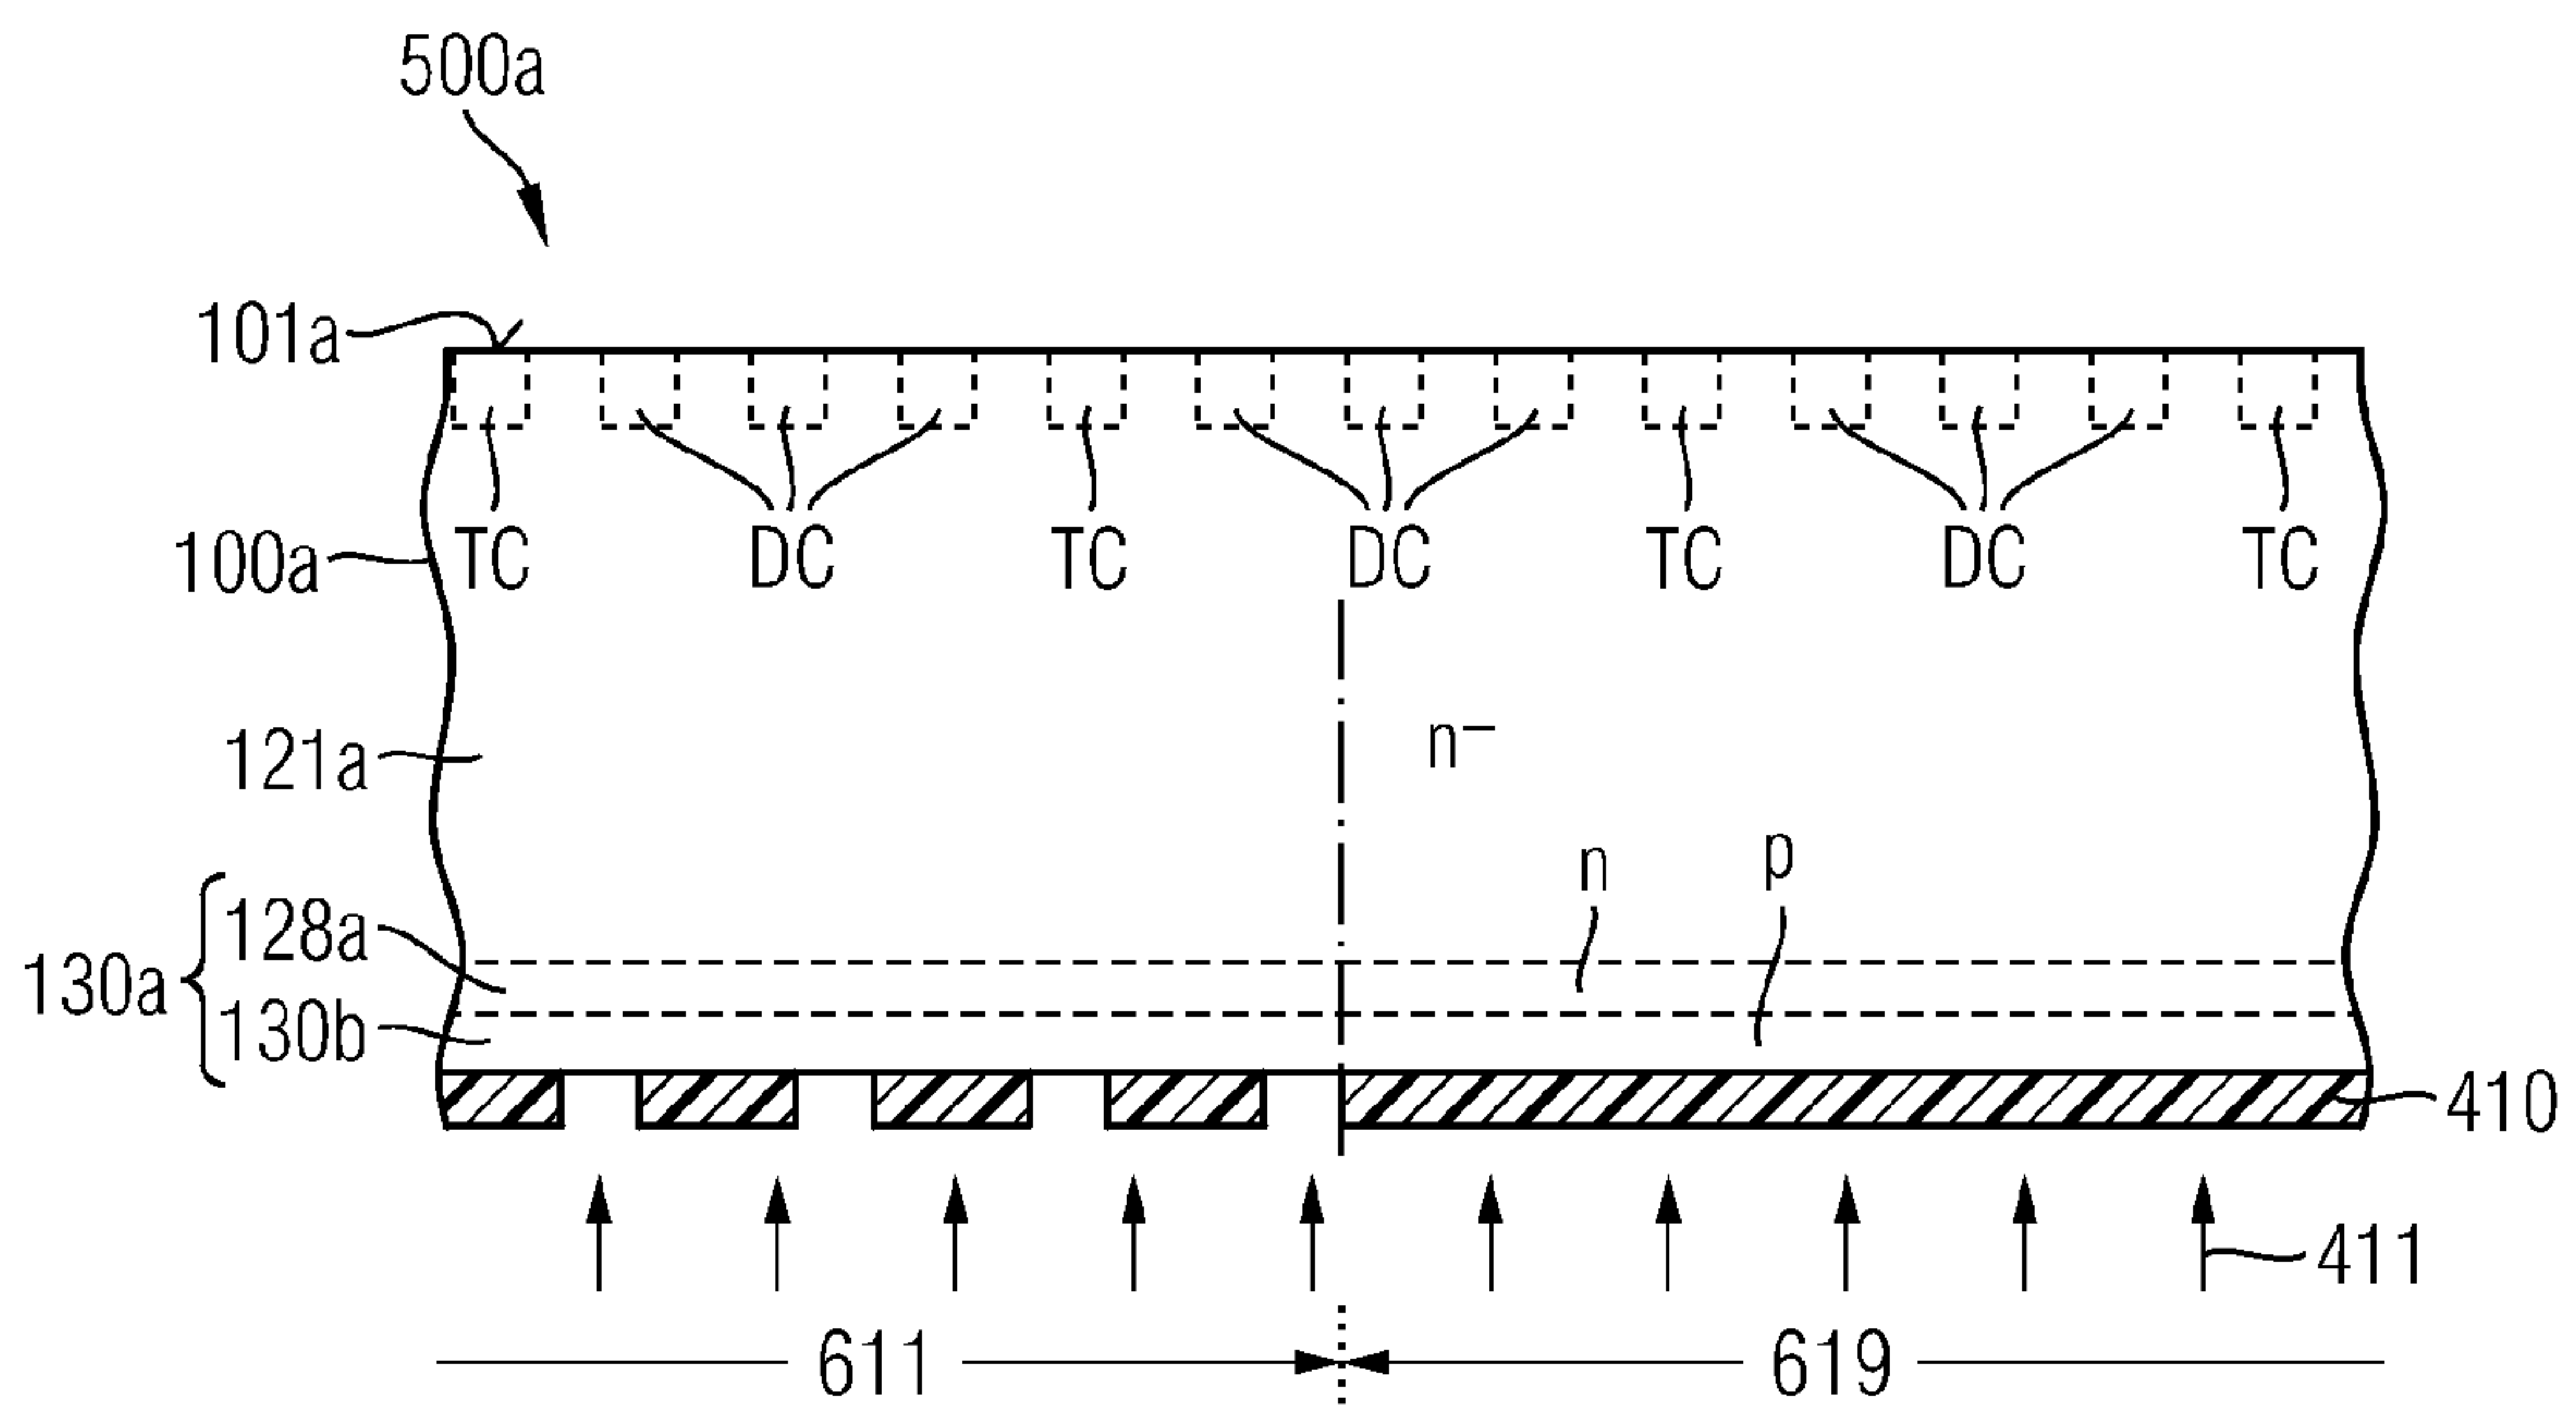 500a
101a
100a TC DC TC DC TC DC TC
121a n–
n p
128a
130a
130b
410
411
611 619